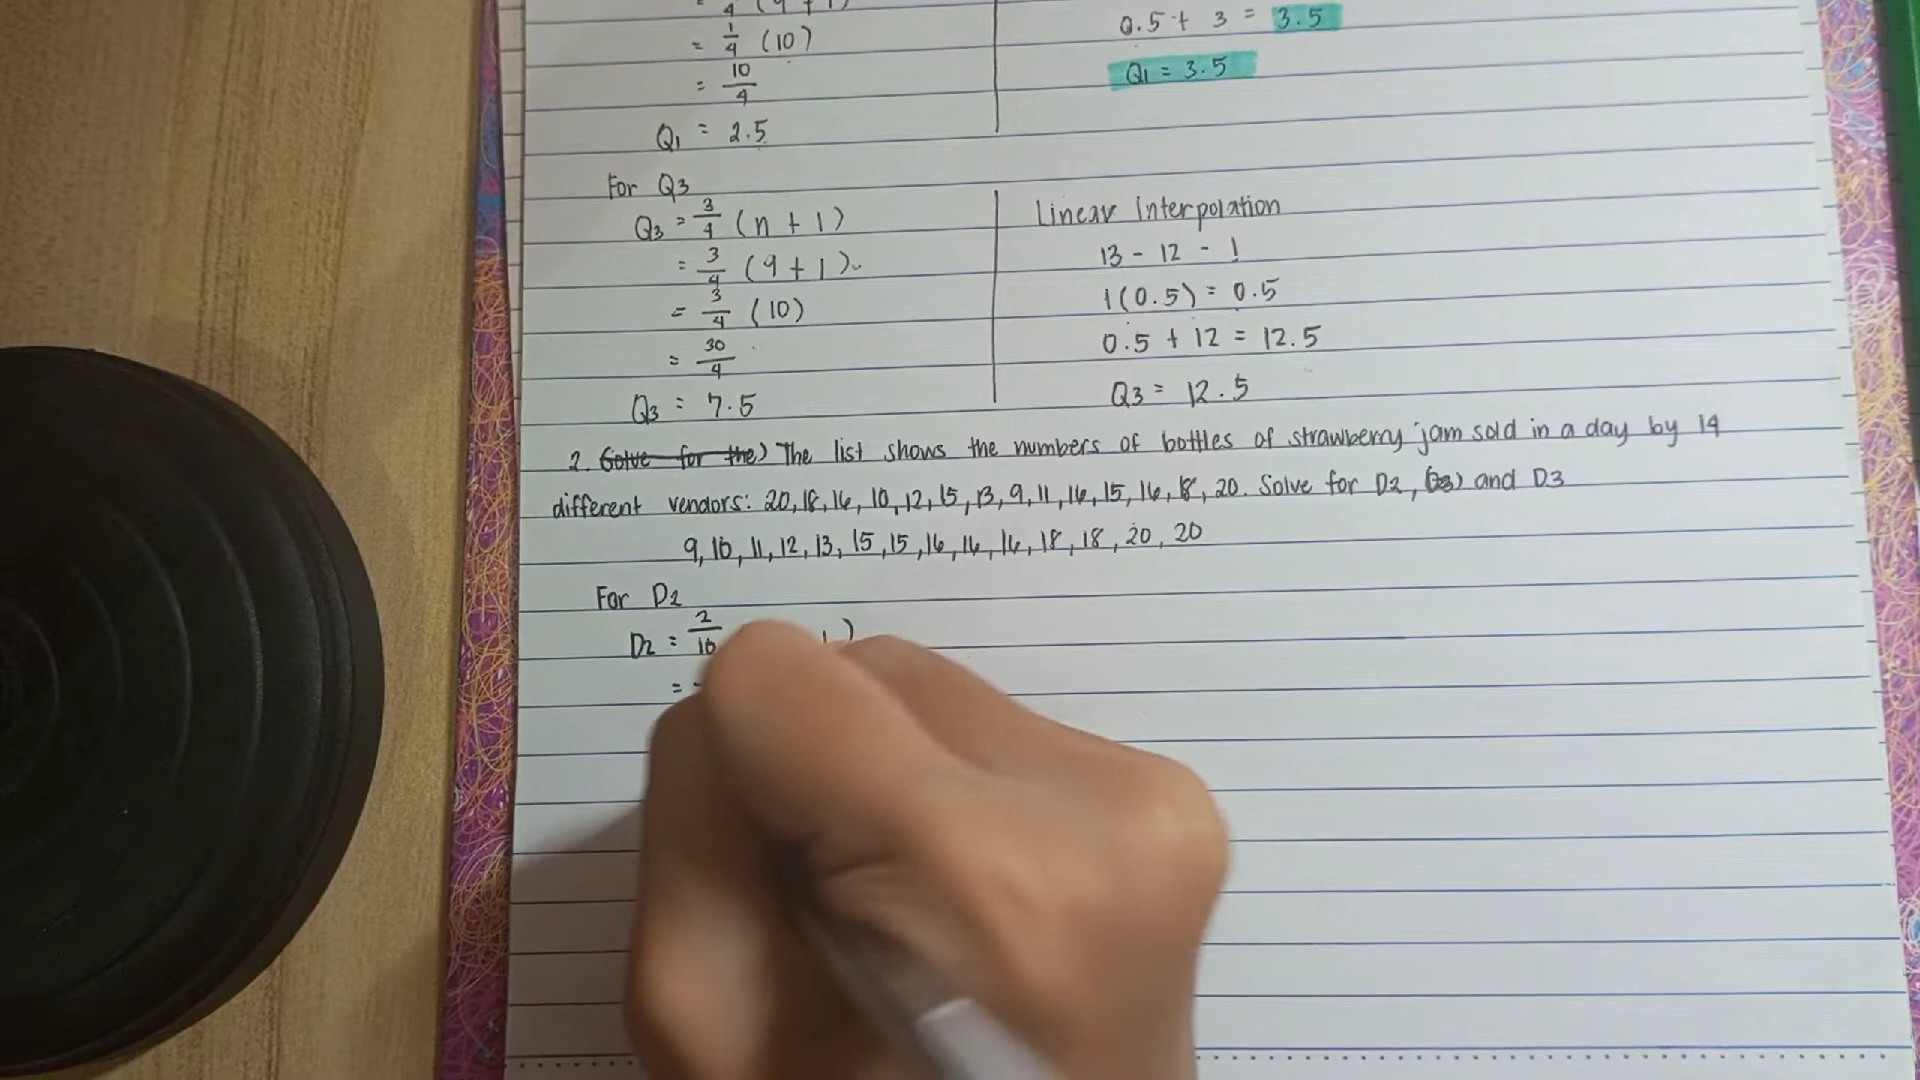 = 1/4 (9+1)
= 1/4 (10)
= 10/4
Q1 = 2.5
0.5 + 3 = 3.5
Q1 = 3.5
For Q3
Q3 = 3/4 (n + 1)
= 3/4 (9 + 1).
= 3/4 (10)
= 30/4
Q3 = 7.5
Linear Interpolation
13 - 12 - 1
1(0.5) = 0.5
0.5 + 12 = 12.5
Q3 = 12.5
2. Solve for the) The list shows the numbers of bottles of strawberry jam sold in a day by 14
different vendors: 20, 18, 16, 10, 12, 15, 13, 9, 11, 16, 15, 16, 18, 20. Solve for D2, and D3
9, 10, 11, 12, 13, 15, 15, 16, 16, 16, 18, 18, 20, 20
For D2
D2 = 2/10 1)
=